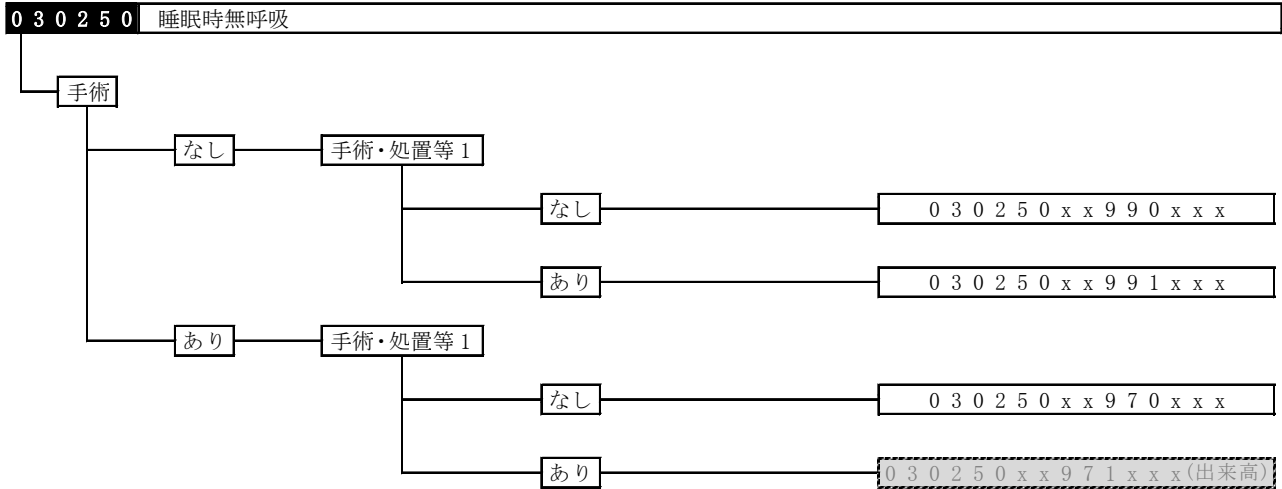 030250 睡眠時無呼吸
手術
なし 手術・処置等1
なし 030250xx990xxx
あり 030250xx991xxx
あり 手術・処置等1
なし 030250xx970xxx
あり 030250xx971xxx(出来高)